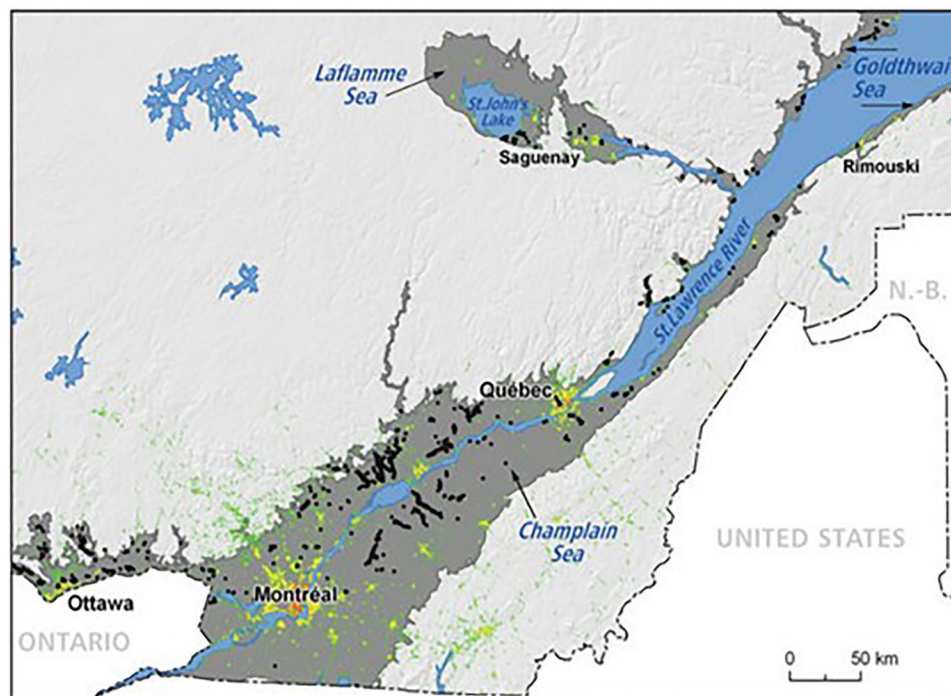 Laflamme
Sea
Goldthwait
Sea
St.John's
Lake
Saguenay
Rimouski
St.Lawrence River
N.-B.
Québec
Champlain
Sea
UNITED STATES
Montréal
Ottawa
ONTARIO
0 50 km